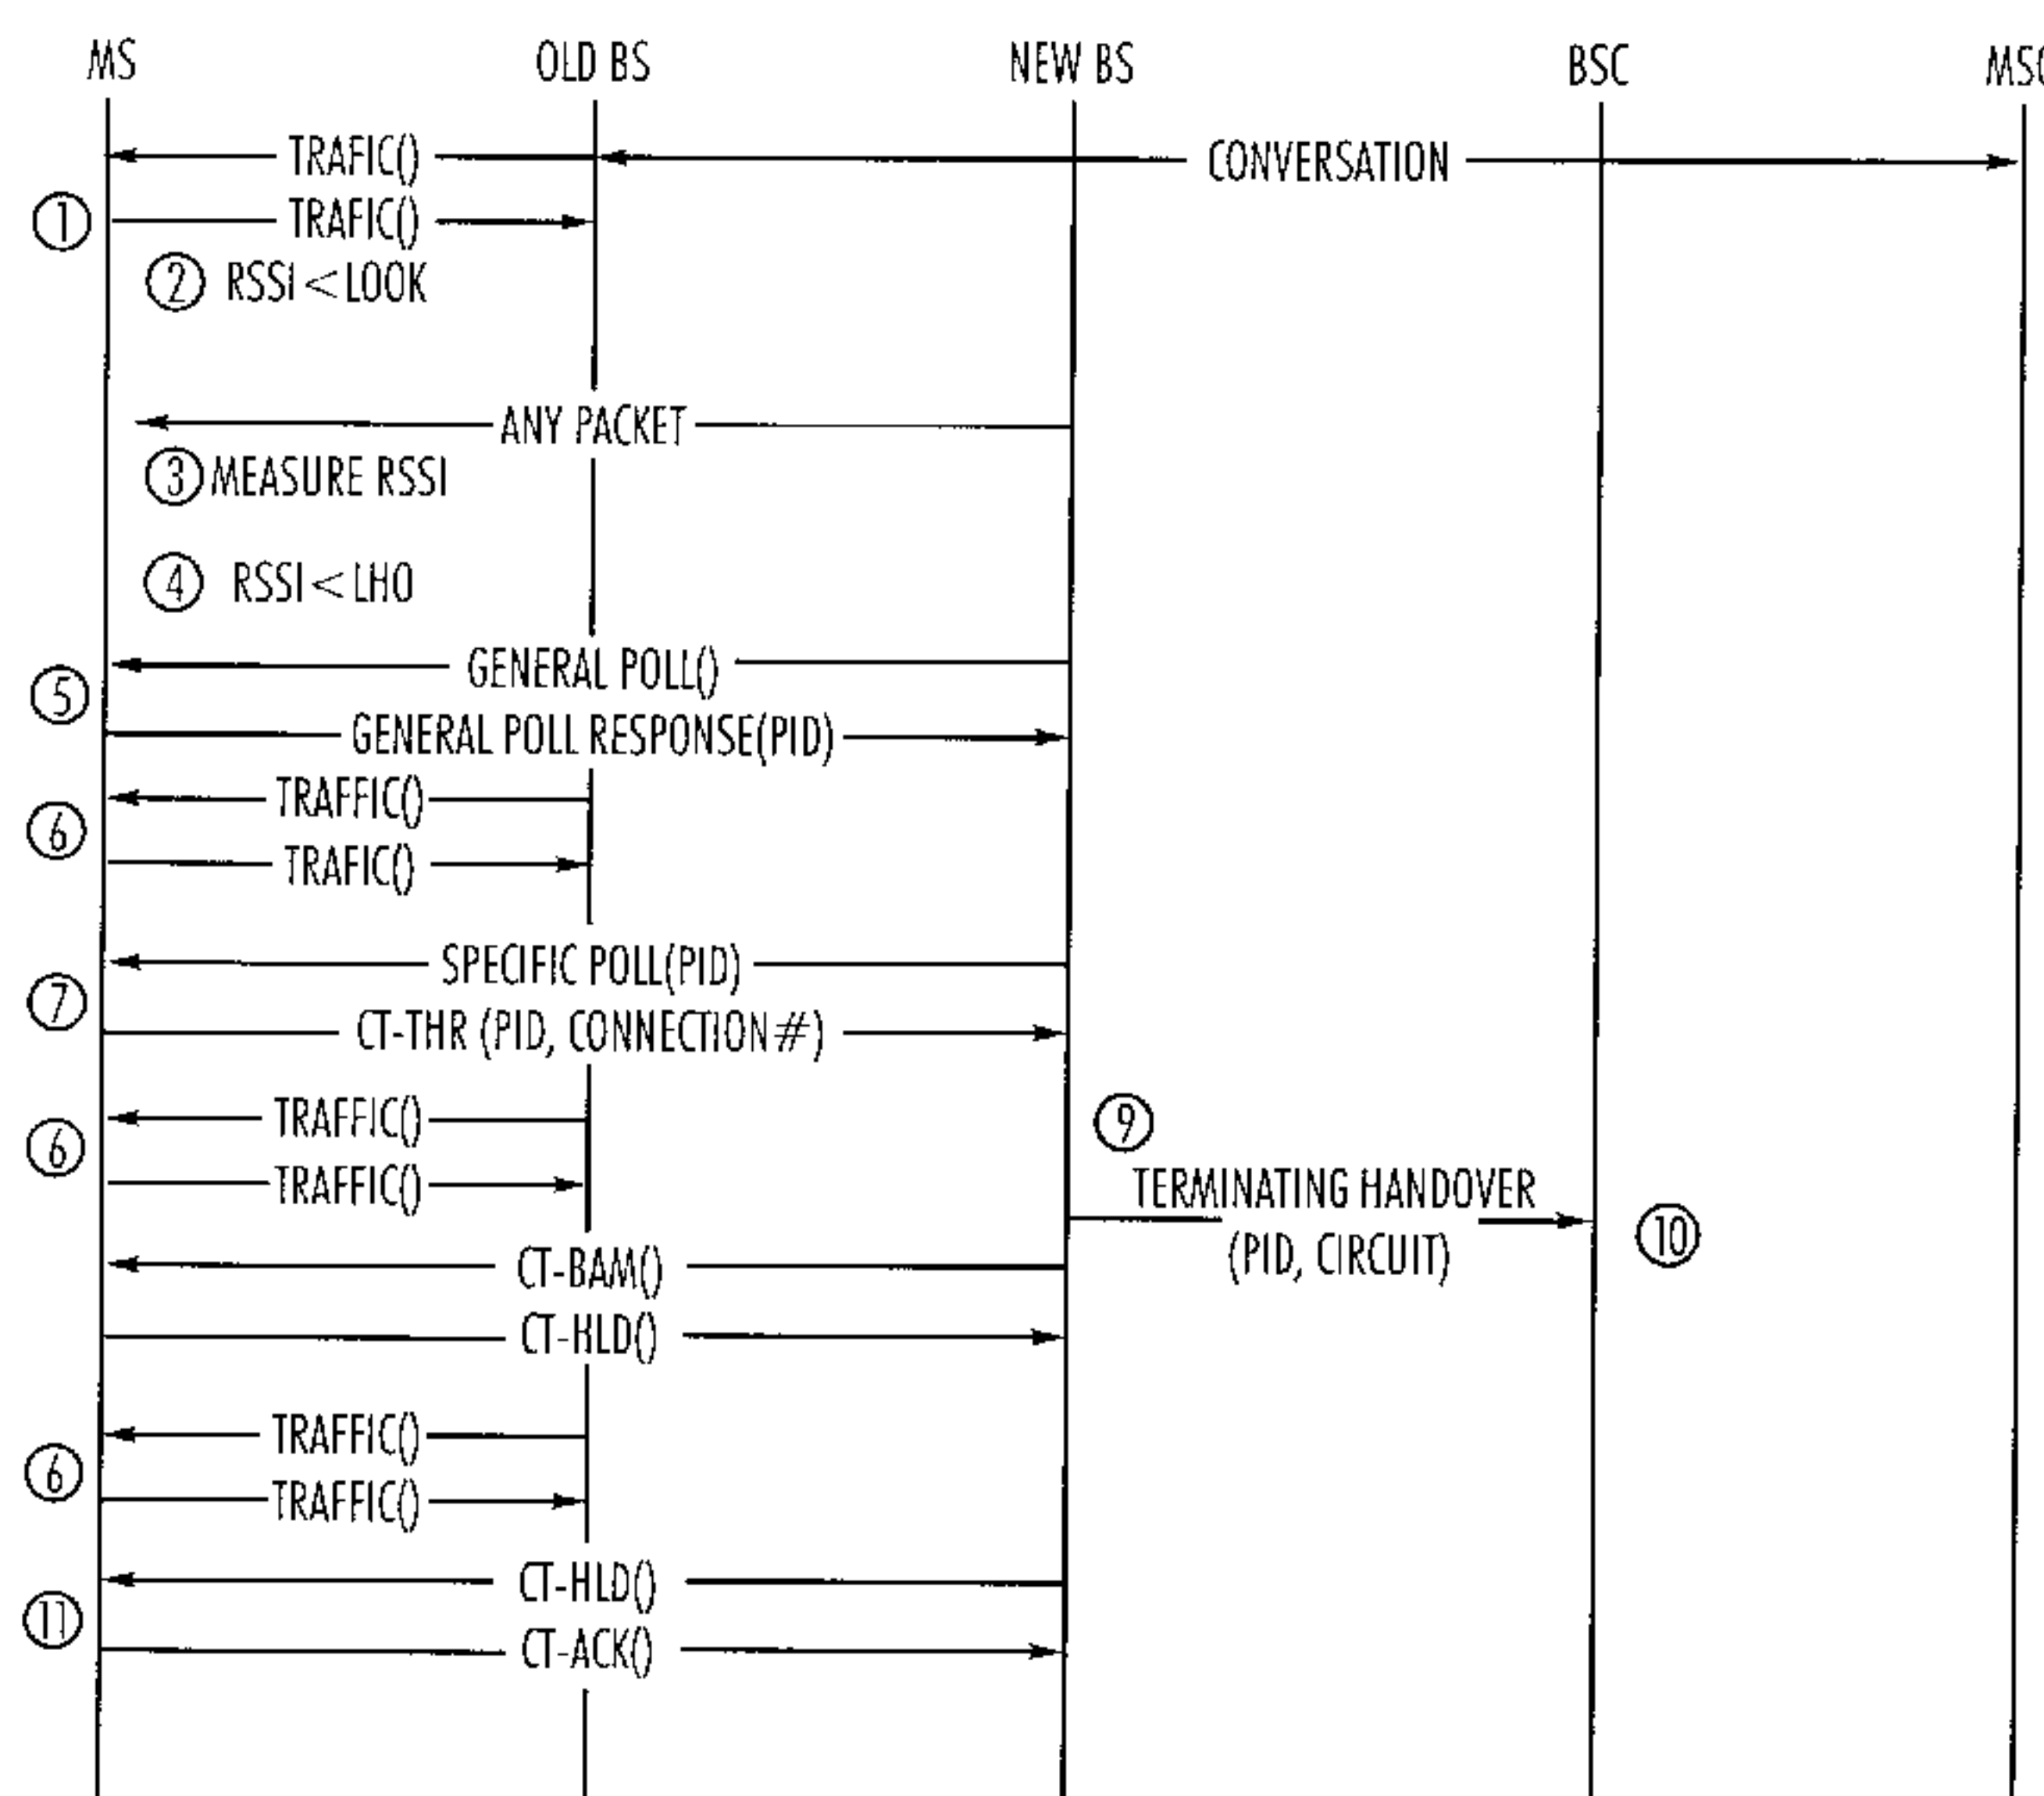 MS OLD BS NEW BS BSC MSC
TRAFIC() CONVERSATION
① TRAFIC()
② RSSI<LOOK
ANY PACKET
③ MEASURE RSSI
④ RSSI<LHO
GENERAL POLL()
⑤
GENERAL POLL RESPONSE(PID)
TRAFFIC()
⑥
TRAFIC()
SPECIFIC POLL(PID)
⑦
CT-THR (PID, CONNECTION#)
TRAFFIC() ⑨
⑥
TRAFFIC() TERMINATING HANDOVER
(PID, CIRCUIT) ⑩
CT-BAM()
CT-HLD()
TRAFFIC()
⑥
TRAFFIC()
CT-HLD()
⑪
CT-ACK()